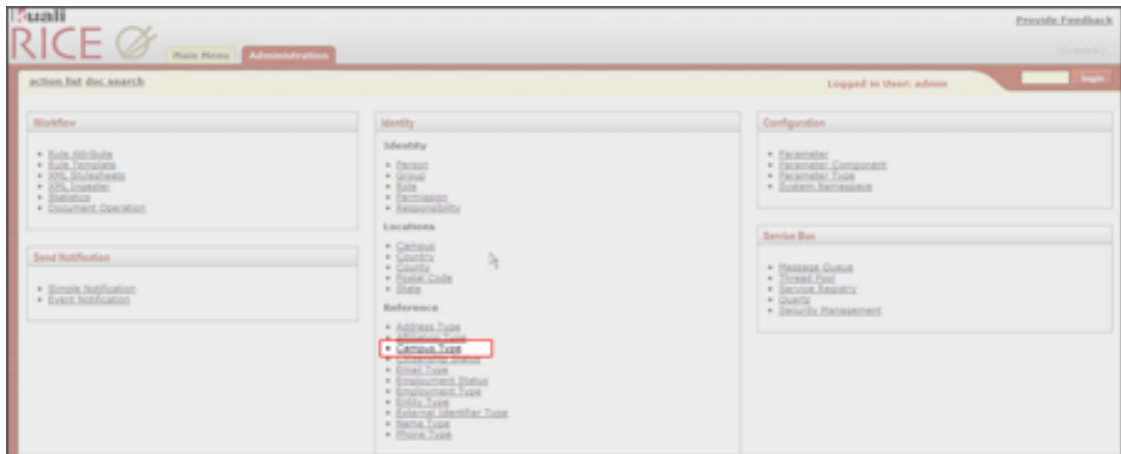 Kuali
RICE
Provide Feedback
Main Menu
Administration
action list doc search
Logged in User: admin
login
Workflow
Rule Attribute
Rule Template
XML Stylesheets
XML Ingester
Statistics
Document Operation
Send Notification
Simple Notification
Event Notification
Identity
Identity
Person
Group
Role
Permission
Responsibility
Locations
Campus
Country
County
Postal Code
State
Reference
Address Type
Affiliation Type
Campus Type
Citizenship Status
Email Type
Employment Status
Employment Type
Entity Type
External Identifier Type
Name Type
Phone Type
Configuration
Parameter
Parameter Component
Parameter Type
System Namespace
Service Bus
Message Queue
Thread Pool
Service Registry
Quartz
Security Management